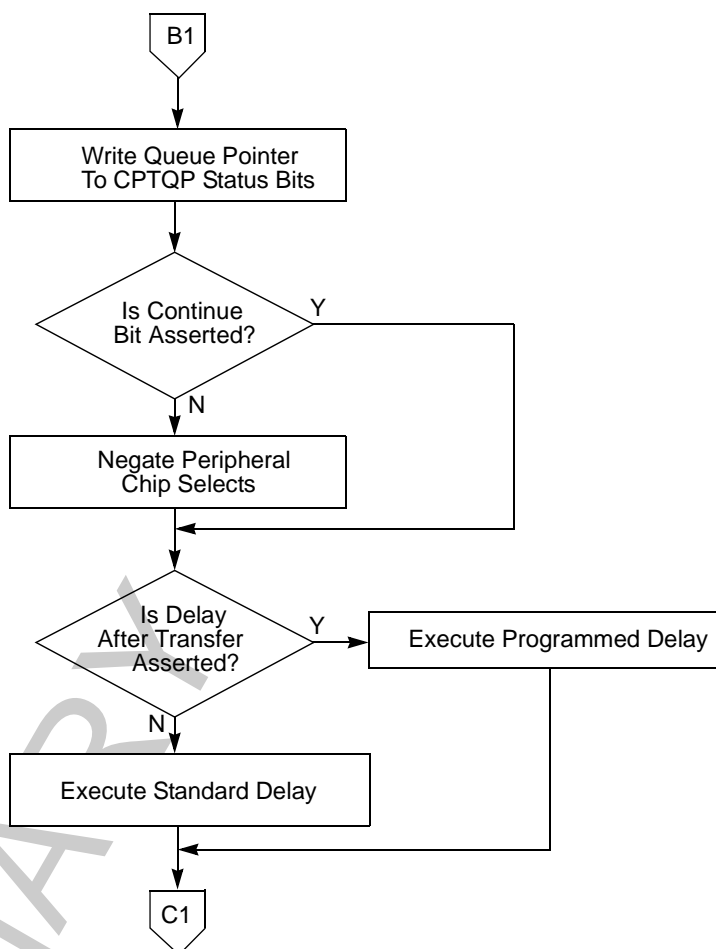 B1
Write Queue Pointer
To CPTQP Status Bits
Is Continue
Bit Asserted?
Y
N
Negate Peripheral
Chip Selects
Is Delay
After Transfer
Asserted?
Y
Execute Programmed Delay
N
Execute Standard Delay
C1
ARY